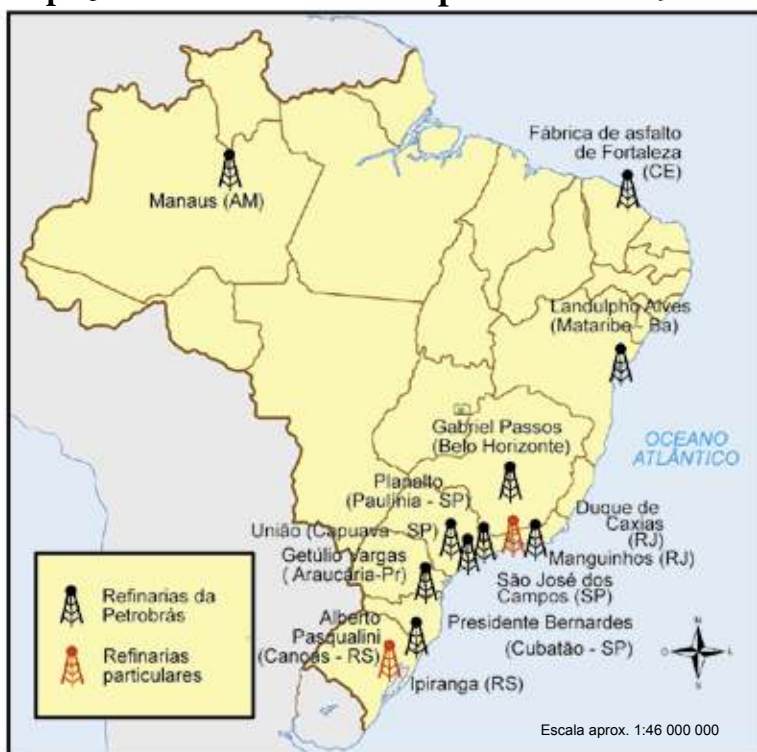 Fábrica de asfalto
de Fortaleza
(CE)
Manaus (AM)
Landulpho Alves
(Mataribe - Ba)
Gabriel Passos
(Belo Horizonte)
OCEANO
ATLÂNTICO
Planalto
(Paulínia - SP)
Duque de
Caxias
(RJ)
União (Capuava - SP)
Manguinhos (RJ)
Getúlio Vargas
(Araucária-Pr)
São José dos
Campos (SP)
Refinarias da
Petrobrás
Alberto
Pasqualini
(Canoas - RS)
Presidente Bernardes
(Cubatão - SP)
Refinarias
particulares
Ipiranga (RS)
N
O
L
S
Escala aprox. 1:46 000 000